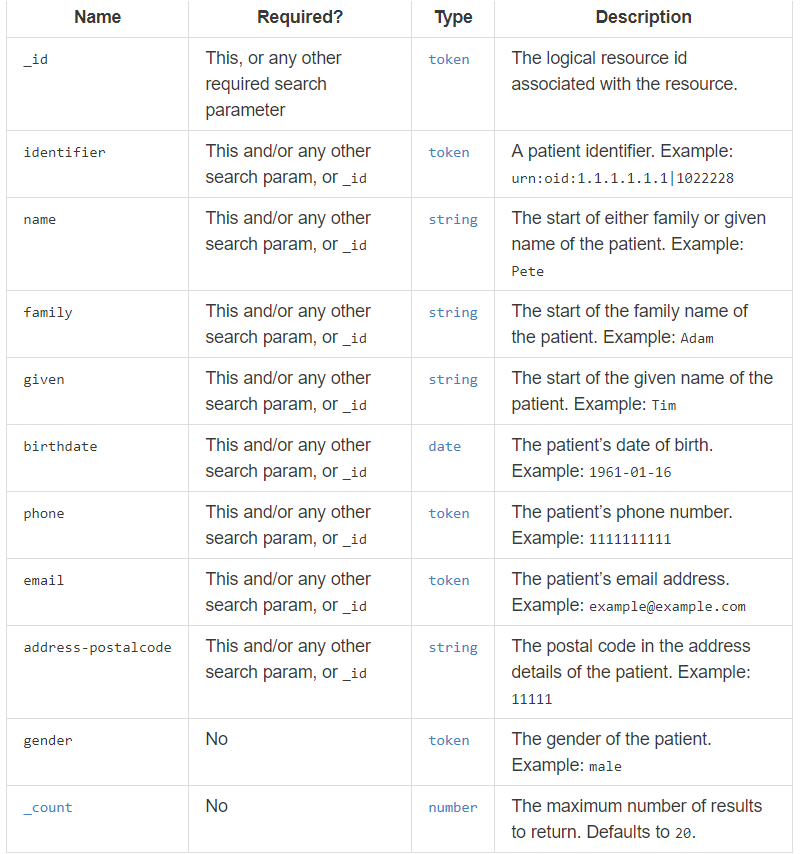 Name Required? Type Description
_id This, or any other required search parameter token The logical resource id associated with the resource.
identifier This and/or any other search param, or _id token A patient identifier. Example: urn:oid:1.1.1.1.1.1|1022228
name This and/or any other search param, or _id string The start of either family or given name of the patient. Example: Pete
family This and/or any other search param, or _id string The start of the family name of the patient. Example: Adam
given This and/or any other search param, or _id string The start of the given name of the patient. Example: Tim
birthdate This and/or any other search param, or _id date The patient’s date of birth. Example: 1961-01-16
phone This and/or any other search param, or _id token The patient’s phone number. Example: 1111111111
email This and/or any other search param, or _id token The patient’s email address. Example: example@example.com
address-postalcode This and/or any other search param, or _id string The postal code in the address details of the patient. Example: 11111
gender No token The gender of the patient. Example: male
_count No number The maximum number of results to return. Defaults to 20.